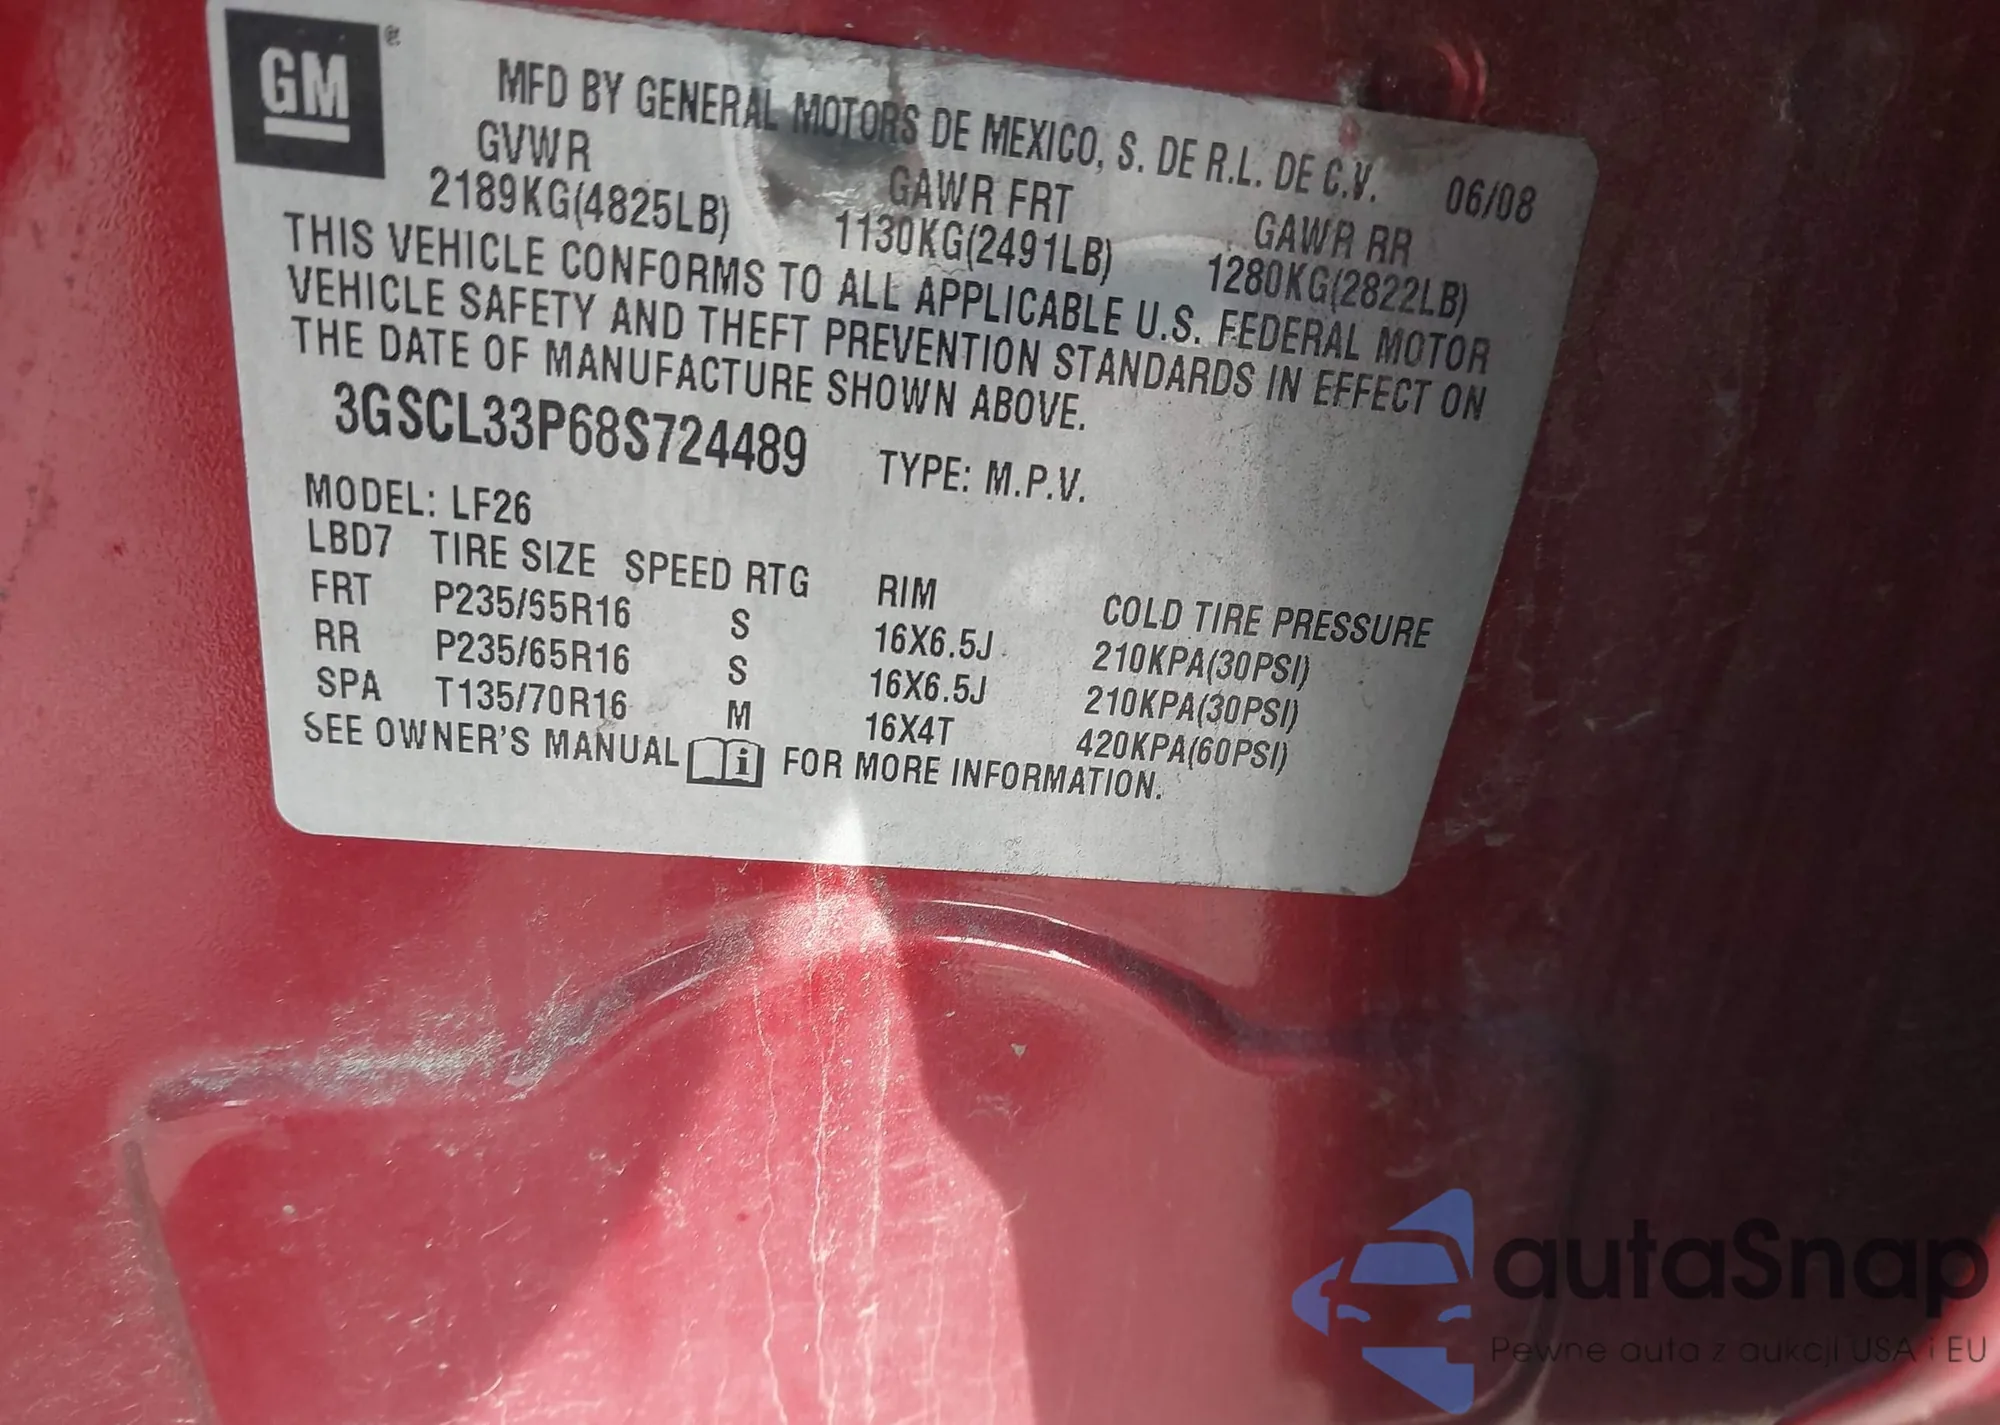 GM
MFD BY GENERAL MOTORS DE MEXICO, S. DE R.L. DE C.V. 06/08
GVWR GAWR FRT GAWR RR
2189KG(4825LB) 1130KG(2491LB) 1280KG(2822LB)
THIS VEHICLE CONFORMS TO ALL APPLICABLE U.S. FEDERAL MOTOR
VEHICLE SAFETY AND THEFT PREVENTION STANDARDS IN EFFECT ON
THE DATE OF MANUFACTURE SHOWN ABOVE.
3GSCL33P68S724489 TYPE: M.P.V.
MODEL: LF26
LBD7 TIRE SIZE SPEED RTG RIM COLD TIRE PRESSURE
FRT P235/65R16 S 16X6.5J 210KPA(30PSI)
RR P235/65R16 S 16X6.5J 210KPA(30PSI)
SPA T135/70R16 M 16X4T 420KPA(60PSI)
SEE OWNER'S MANUAL i FOR MORE INFORMATION.
autaSnap
Pewne auta z aukcji USA i EU